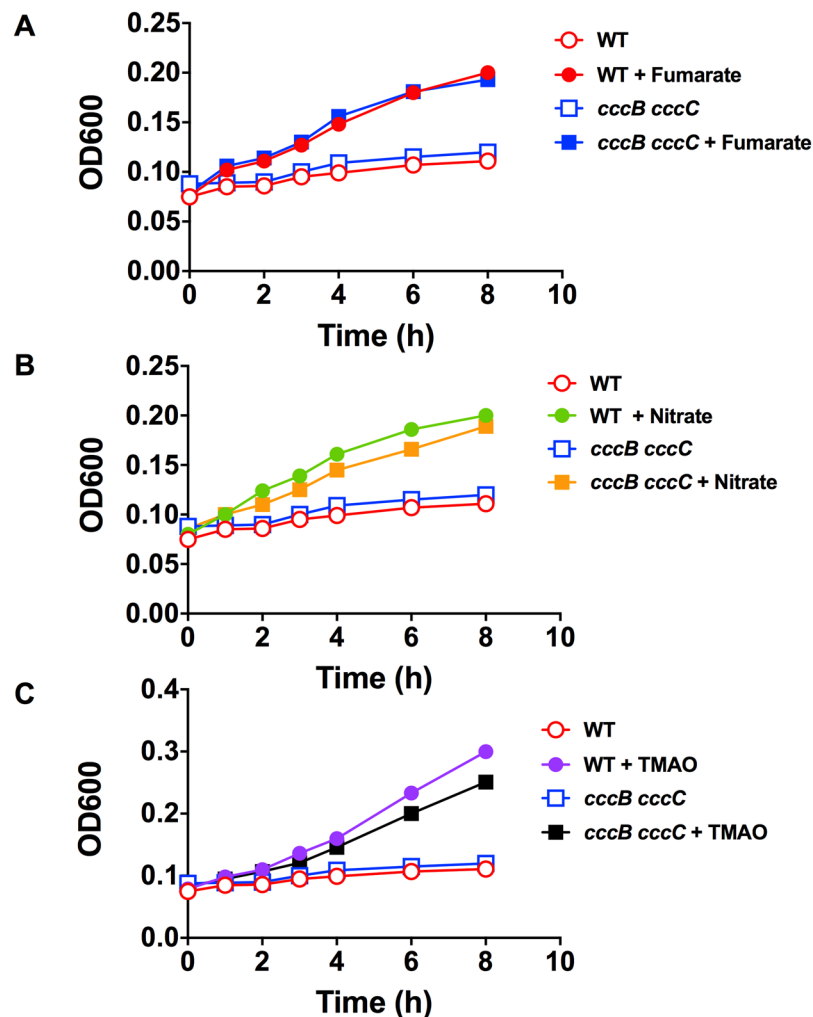 A
0.25
0.20
0.15
0.10
0.05
0.00
OD600
0 2 4 6 8 10
Time (h)
WT
WT + Fumarate
cccB cccC
cccB cccC + Fumarate
B
0.25
0.20
0.15
0.10
0.05
0.00
OD600
0 2 4 6 8 10
Time (h)
WT
WT + Nitrate
cccB cccC
cccB cccC + Nitrate
C
0.4
0.3
0.2
0.1
0.0
OD600
0 2 4 6 8 10
Time (h)
WT
WT + TMAO
cccB cccC
cccB cccC + TMAO